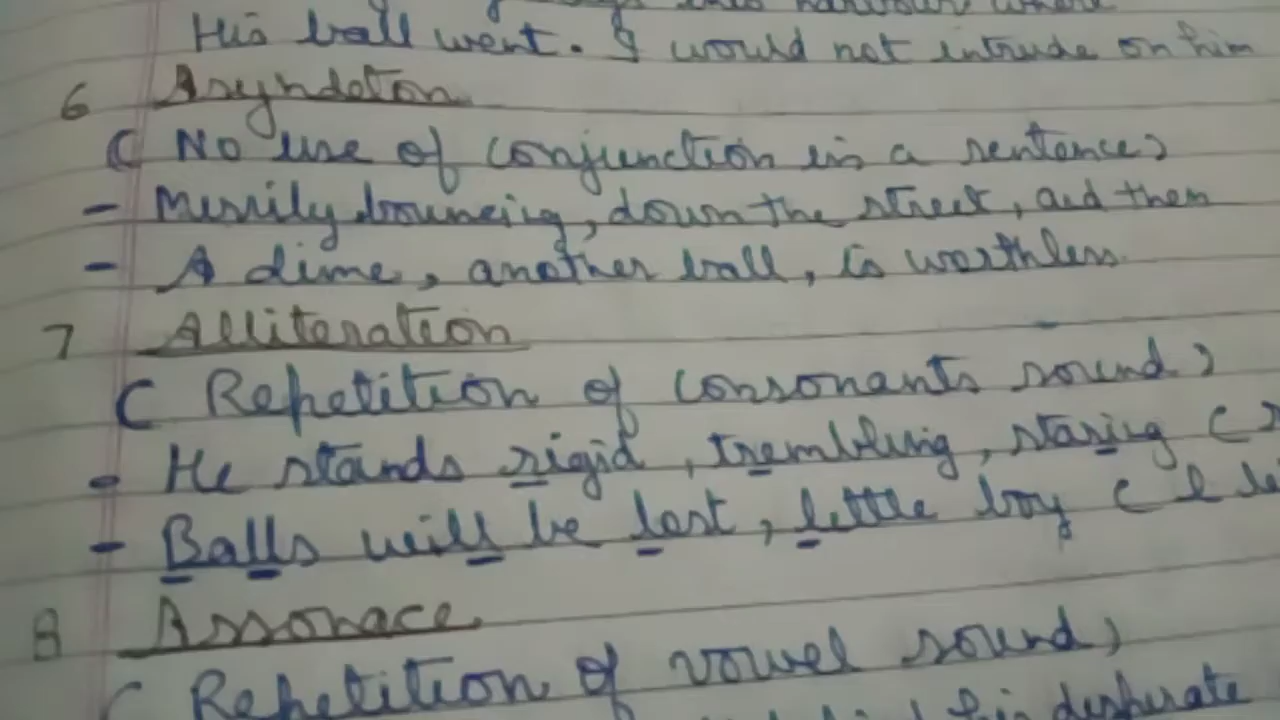 His ball went. I would not intrude on him
6 Asyndeton
( No use of conjunction in a sentence)
- Merrily bouncing, down the street, and then
- A dime, another ball, is worthless.
7 Alliteration
( Repetition of consonants sound)
- He stands rigid, trembling, staring (
- Balls will be lost, little boy ( l
8 Assonace
( Repetition of vowel sound)
his desperate